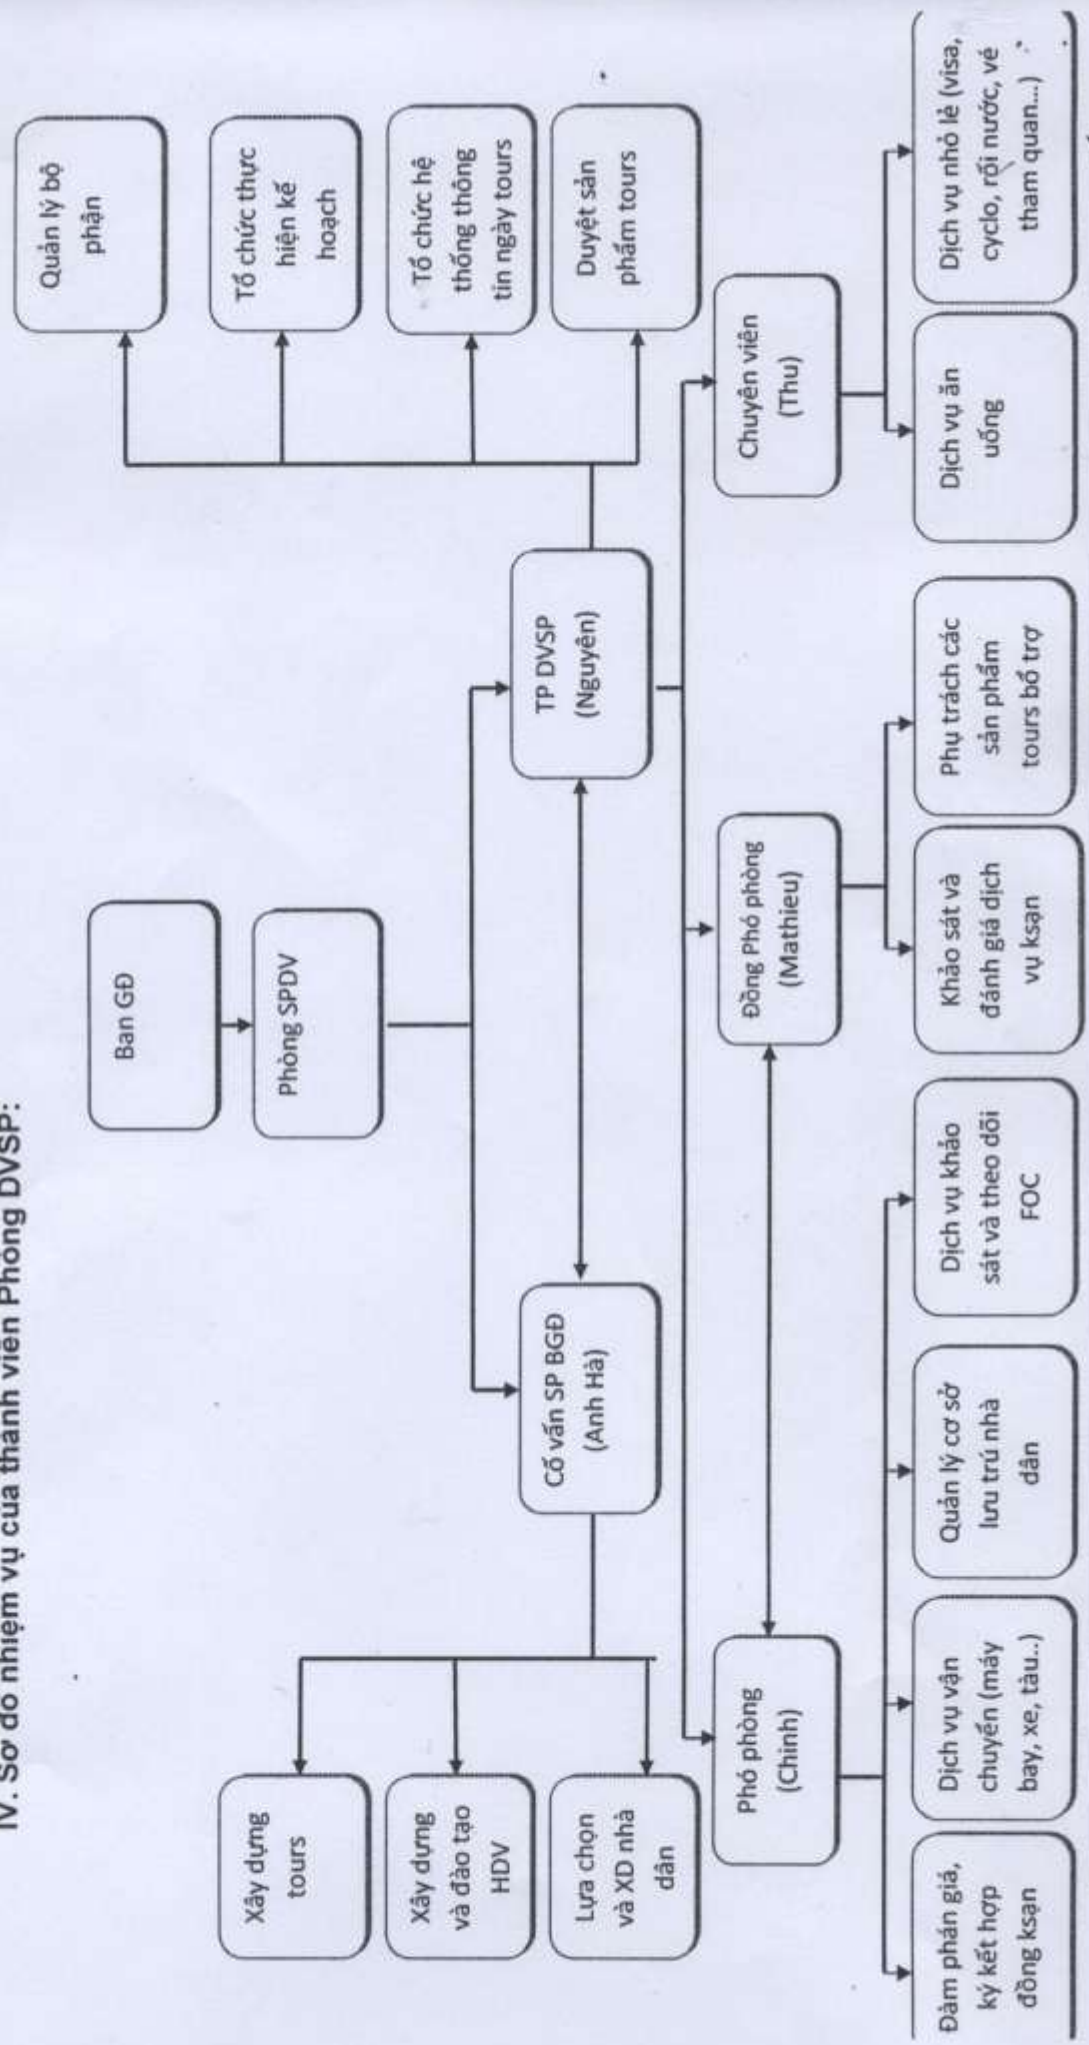 IV. Sơ đồ nhiệm vụ của thành viên Phòng DVSP:
Ban GĐ
Phòng SPDV
Cố vấn SP BGĐ
(Anh Hà)
TP DVSP
(Nguyên)
Xây dựng
tours
Xây dựng
và đào tạo
HDV
Lựa chọn
và XD nhà
dân
Quản lý bộ
phận
Tổ chức thực
hiện kế
hoạch
Tổ chức hệ
thống thông
tin ngày tours
Duyệt sản
phẩm tours
Phó phòng
(Chinh)
Đồng Phó phòng
(Mathieu)
Chuyên viên
(Thu)
Đàm phán giá,
ký kết hợp
đồng ksạn
Dịch vụ vận
chuyển (máy
bay, xe, tàu..)
Quản lý cơ sở
lưu trú nhà
dân
Dịch vụ khảo
sát và theo dõi
FOC
Khảo sát và
đánh giá dịch
vụ ksạn
Phụ trách các
sản phẩm
tours bổ trợ
Dịch vụ ăn
uống
Dịch vụ nhỏ lẻ (visa,
cyclo, rối nước, vé
tham quan...)